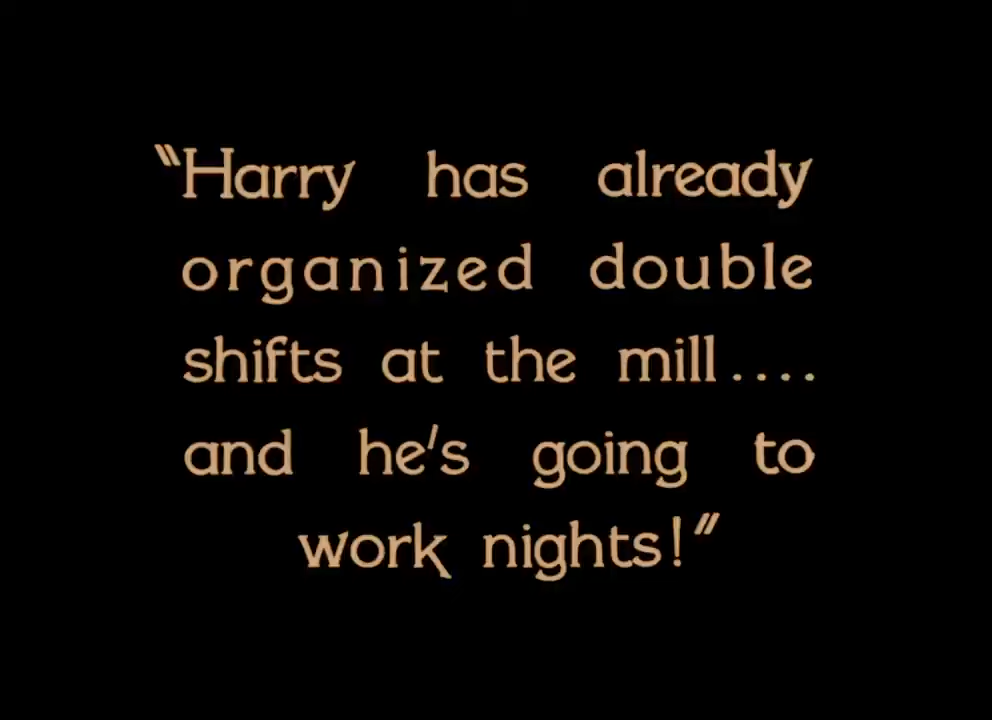 “Harry has already
organized double
shifts at the mill....
and he's going to
work nights!”